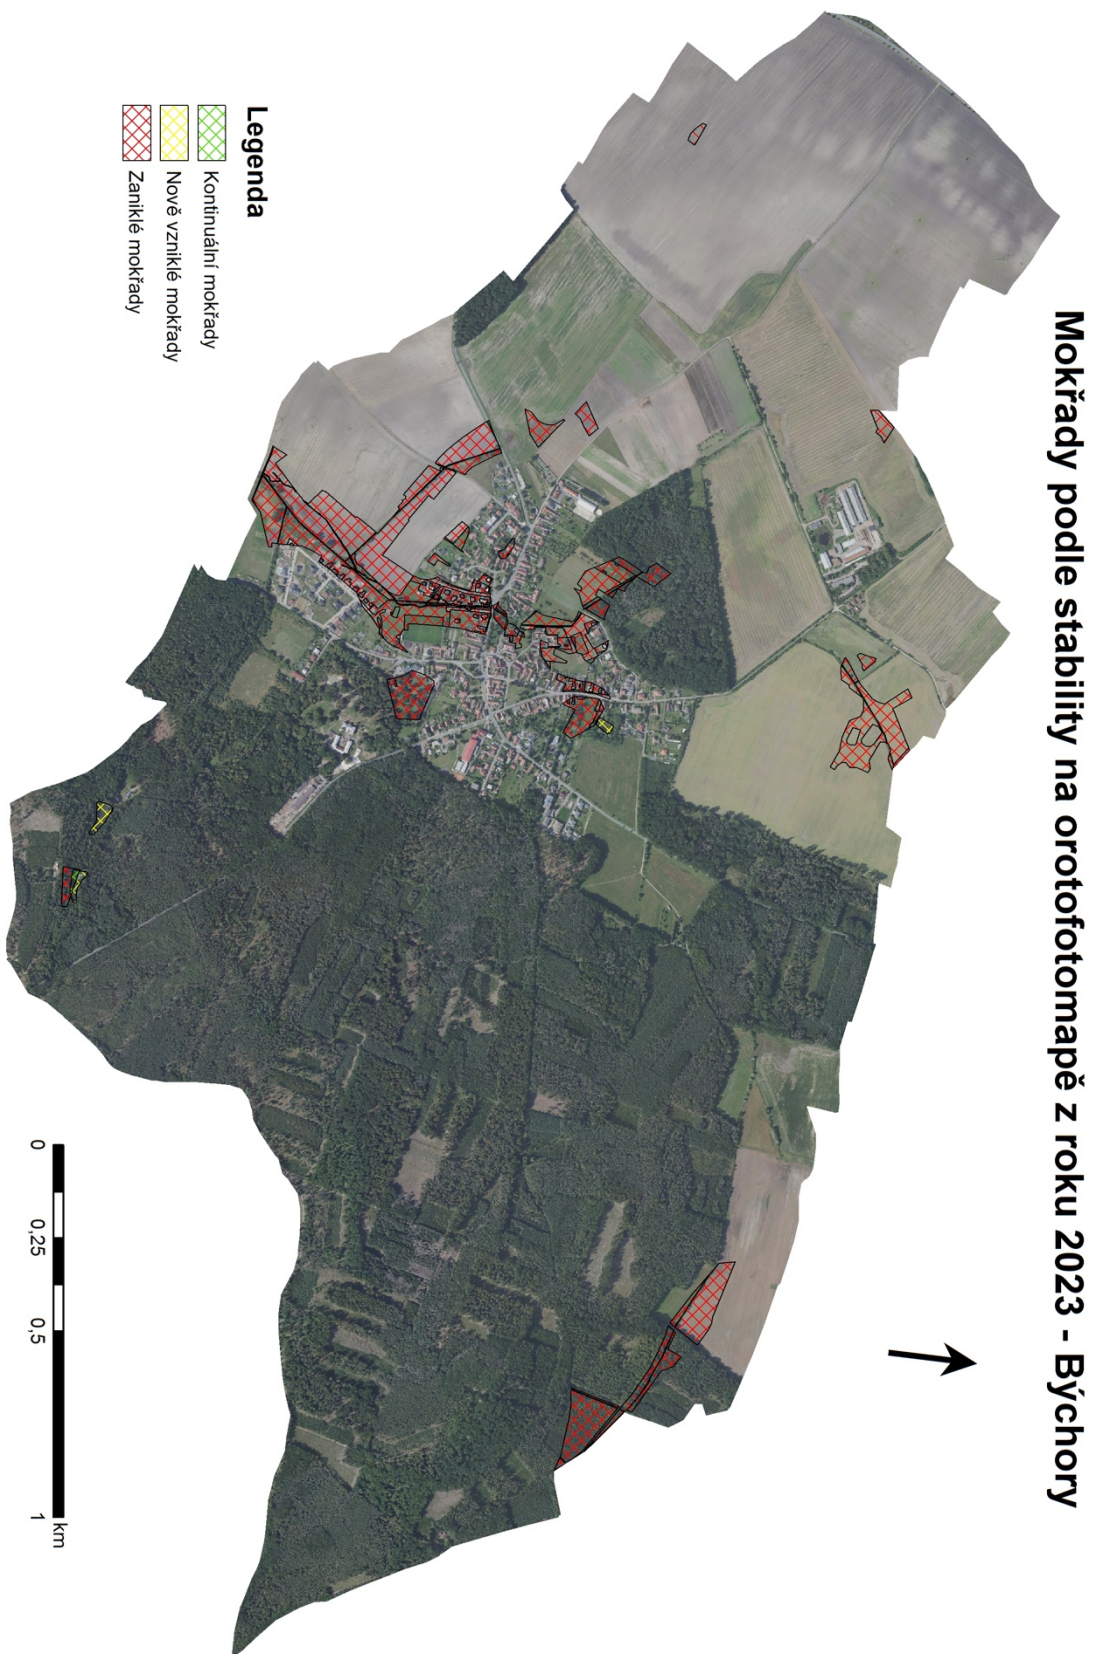 Mokřady podle stability na orotofotomapě z roku 2023 - Býchory
Legenda
Kontinuální mokřady
Nově vzniklé mokřady
Zaniklé mokřady
0 0,25 0,5 1
km